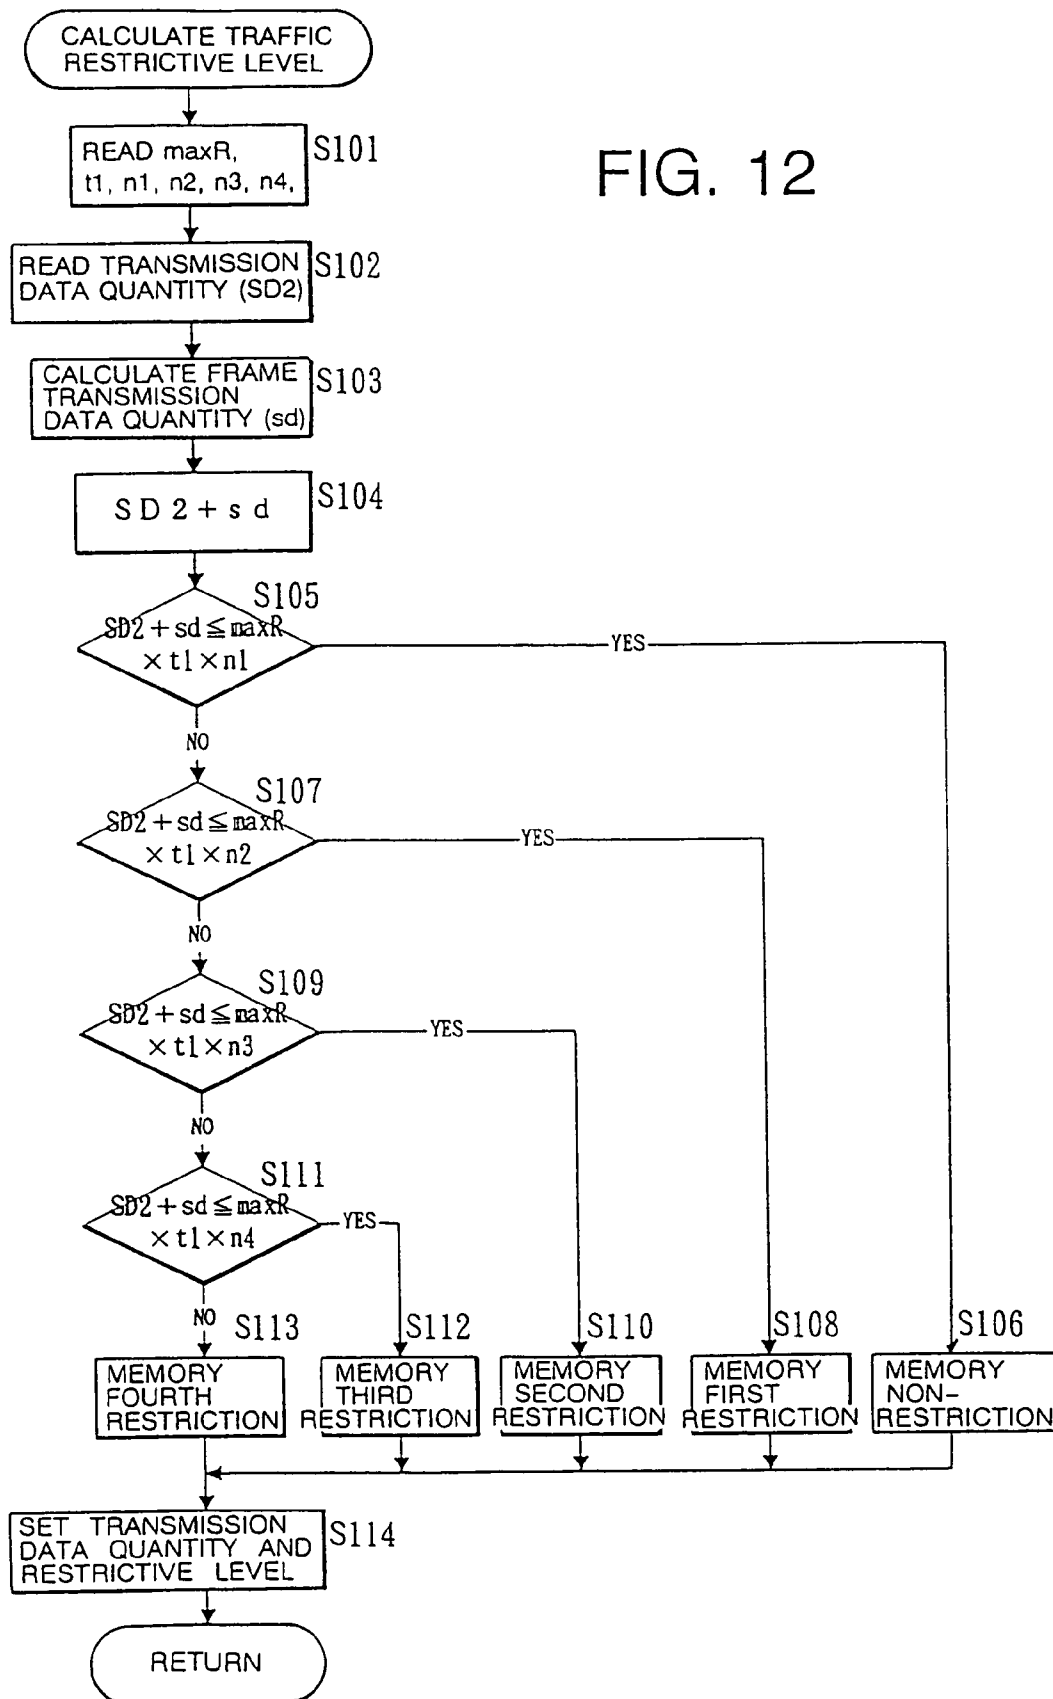 CALCULATE TRAFFIC
RESTRICTIVE LEVEL
READ maxR,
t1, n1, n2, n3, n4,
S101
FIG. 12
READ TRANSMISSION
DATA QUANTITY (SD2)
S102
CALCULATE FRAME
TRANSMISSION
DATA QUANTITY (sd)
S103
SD2+sd
S104
S105
SD2+sd≦maxR
×t1×n1
YES
NO
S107
SD2+sd≦maxR
×t1×n2
YES
NO
S109
SD2+sd≦maxR
×t1×n3
YES
NO
S111
SD2+sd≦maxR
×t1×n4
YES
NO
S113
MEMORY
FOURTH
RESTRICTION
S112
MEMORY
THIRD
RESTRICTION
S110
MEMORY
SECOND
RESTRICTION
S108
MEMORY
FIRST
RESTRICTION
S106
MEMORY
NON-
RESTRICTION
SET TRANSMISSION
DATA QUANTITY AND
RESTRICTIVE LEVEL
S114
RETURN